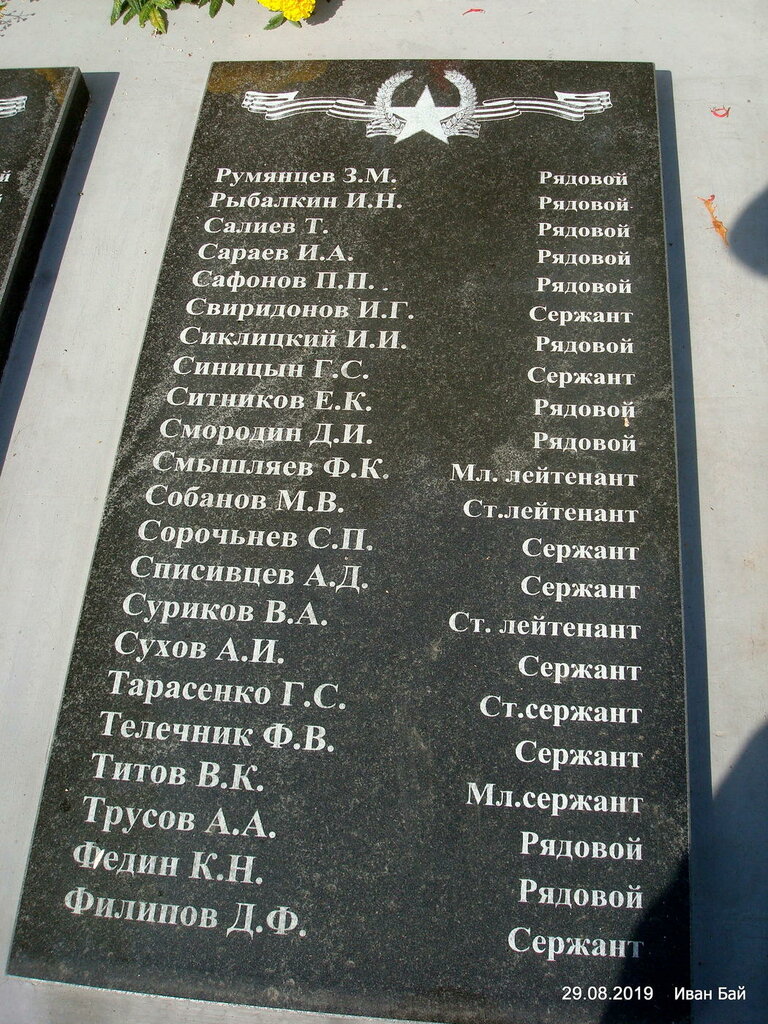 Румянцев З.М. Рядовой
Рыбалкин И.Н. Рядовой
Салиев Т. Рядовой
Сараев И.А. Рядовой
Сафонов П.П. Рядовой
Свиридонов И.Г. Сержант
Сиклицкий И.И. Рядовой
Синицын Г.С. Сержант
Ситников Е.К. Рядовой
Смородин Д.И. Рядовой
Смышляев Ф.К. Мл. лейтенант
Собанов М.В. Ст.лейтенант
Сорочьнев С.П. Сержант
Списивцев А.Д. Сержант
Суриков В.А. Ст. лейтенант
Сухов А.И. Сержант
Тарасенко Г.С. Ст.сержант
Телечник Ф.В. Сержант
Титов В.К. Мл.сержант
Трусов А.А. Рядовой
Федин К.Н. Рядовой
Филипов Д.Ф. Сержант
29.08.2019 Иван Бай